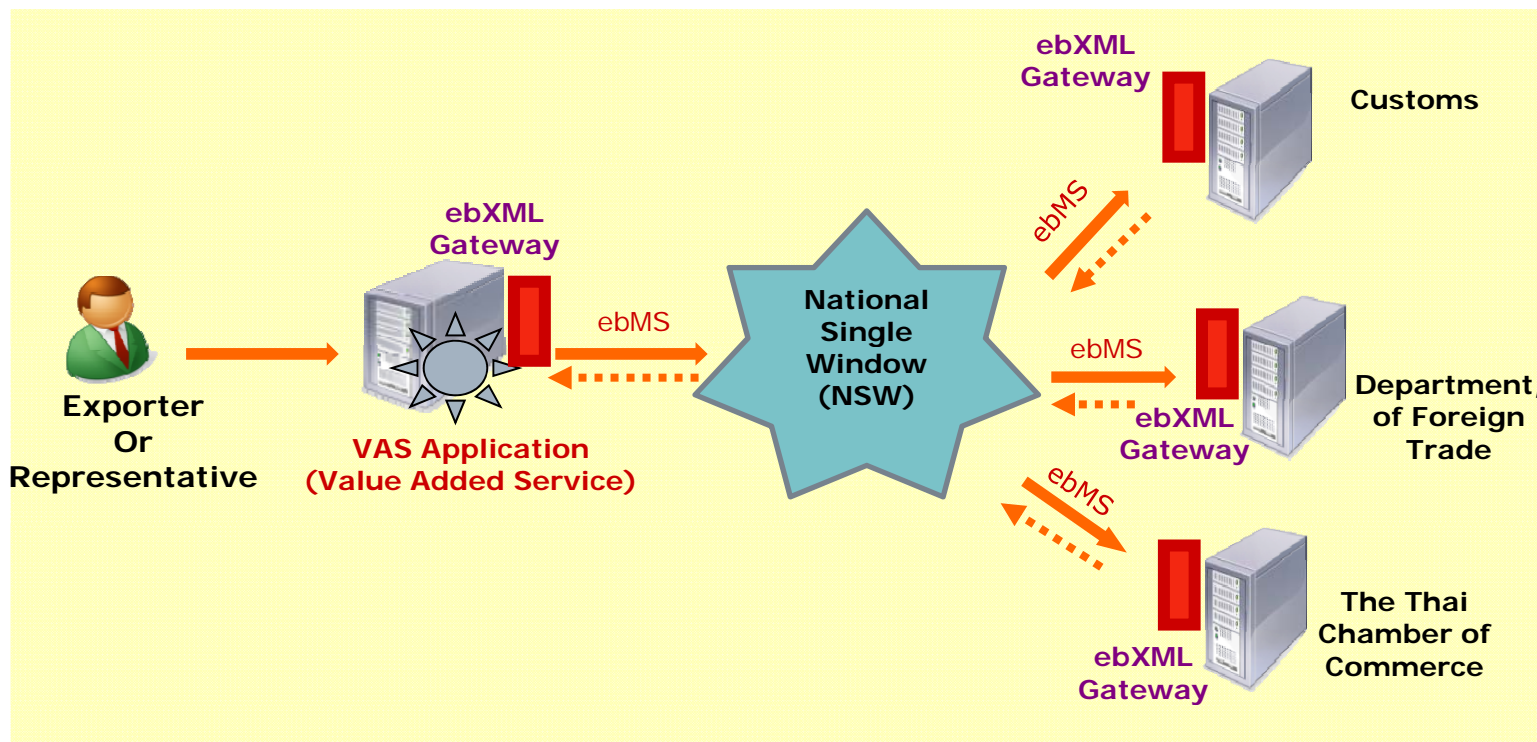 Exporter
Or
Representative
ebXML
Gateway
VAS Application
(Value Added Service)
ebMS
National
Single
Window
(NSW)
ebMS
ebXML
Gateway
Customs
ebMS
ebXML
Gateway
Department,
of Foreign
Trade
ebMS
ebXML
Gateway
The Thai
Chamber of
Commerce